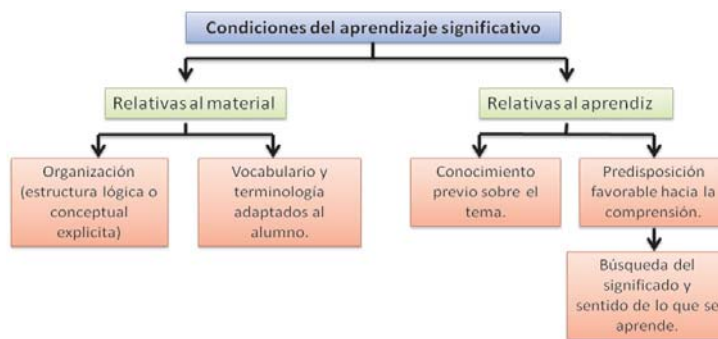 Condiciones del aprendizaje significativo
Relativas al material
Relativas al aprendiz
Organización
(estructura lógica o
conceptual
explicita)
Vocabulario y
terminología
adaptados al
alumno.
Conocimiento
previo sobre el
tema.
Predisposición
favorable hacia la
comprensión.
Búsqueda del
significado y
sentido de lo que se
aprende.